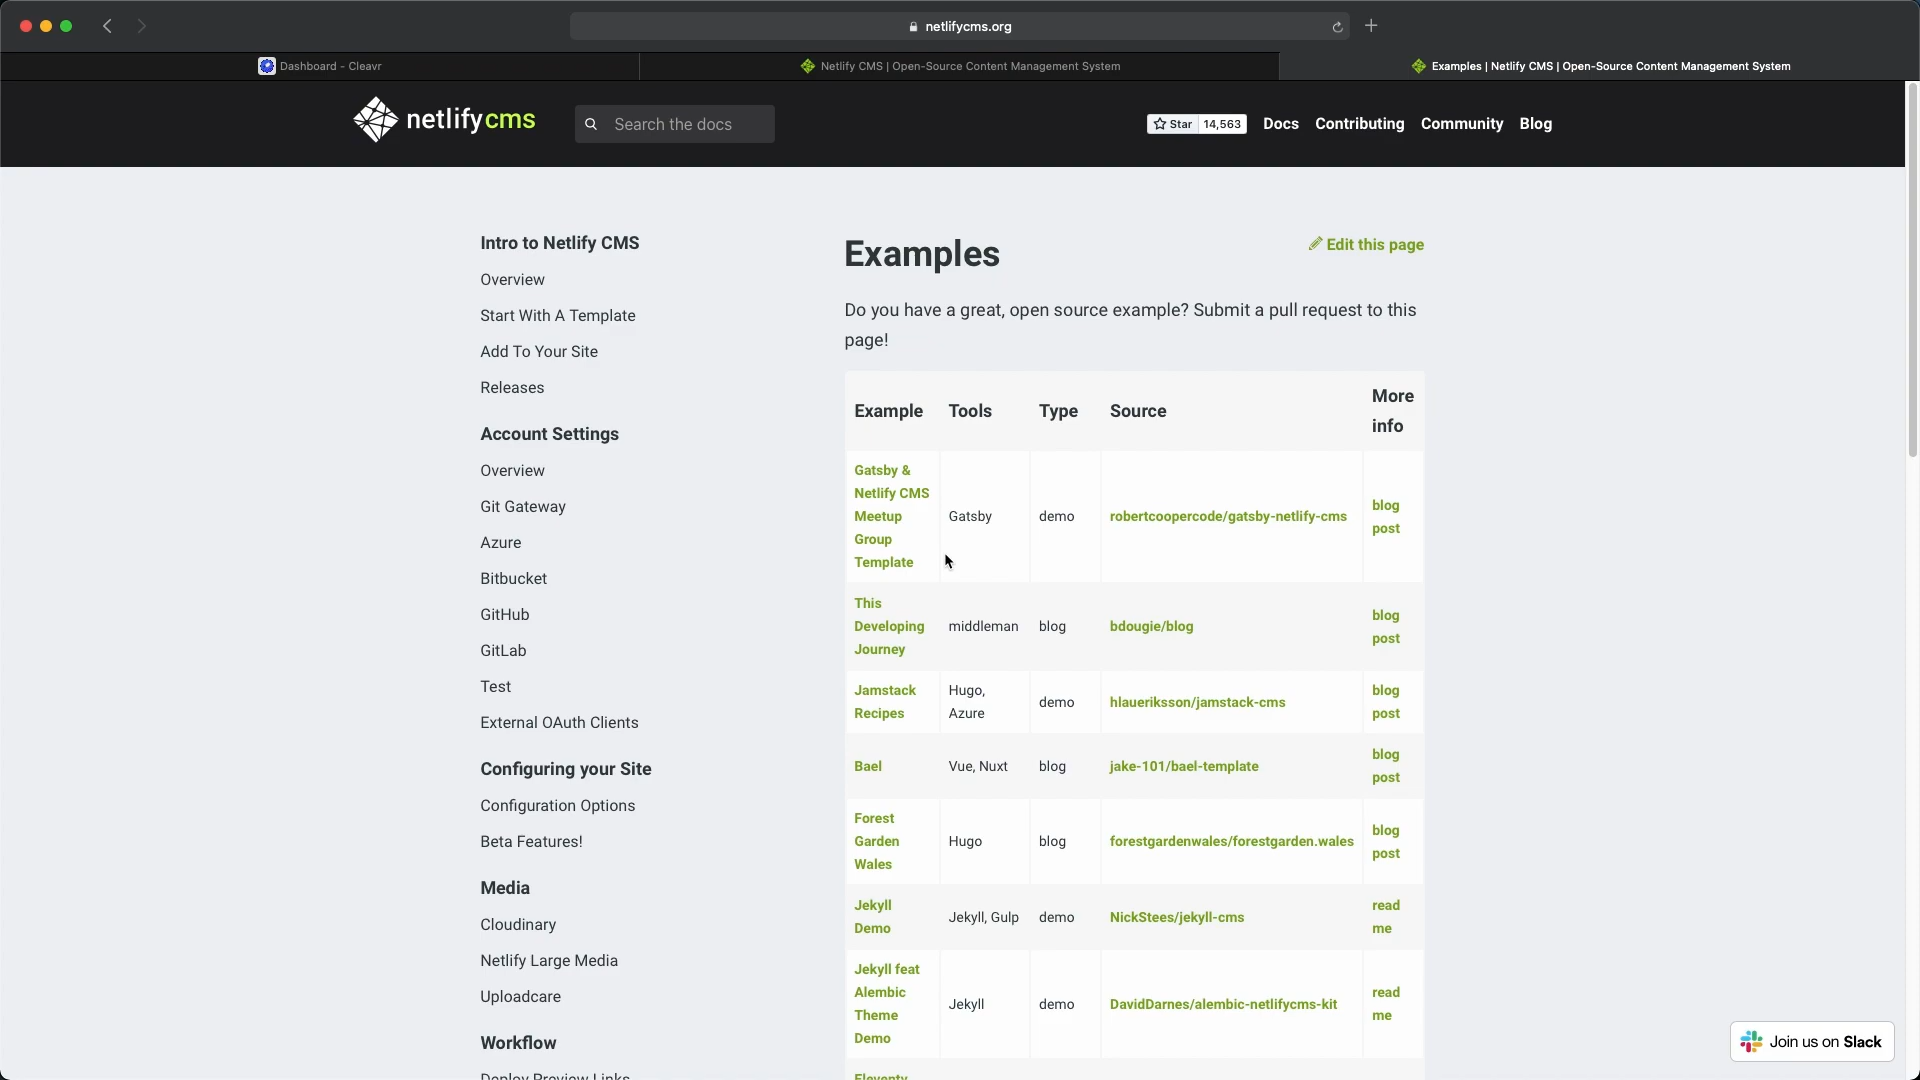 netlifycms.org
Dashboard - Cleavr
Netlify CMS | Open-Source Content Management System
Examples | Netlify CMS | Open-Source Content Management System
netlifycms
Search the docs
Star 14,563
Docs
Contributing
Community
Blog
Intro to Netlify CMS
Overview
Start With A Template
Add To Your Site
Releases
Account Settings
Overview
Git Gateway
Azure
Bitbucket
GitHub
GitLab
Test
External OAuth Clients
Configuring your Site
Configuration Options
Beta Features!
Media
Cloudinary
Netlify Large Media
Uploadcare
Workflow
Deploy Preview Links
Examples
Edit this page
Do you have a great, open source example? Submit a pull request to this
page!
Example
Tools
Type
Source
More
info
Gatsby &
Netlify CMS
Meetup
Group
Template
Gatsby
demo
robertcoopercode/gatsby-netlify-cms
blog
post
This
Developing
Journey
middleman
blog
bdougie/blog
blog
post
Jamstack
Recipes
Hugo,
Azure
demo
hlaueriksson/jamstack-cms
blog
post
Bael
Vue, Nuxt
blog
jake-101/bael-template
blog
post
Forest
Garden
Wales
Hugo
blog
forestgardenwales/forestgarden.wales
blog
post
Jekyll
Demo
Jekyll, Gulp
demo
NickStees/jekyll-cms
read
me
Jekyll feat
Alembic
Theme
Demo
Jekyll
demo
DavidDarnes/alembic-netlifycms-kit
read
me
Eleventy
Join us on Slack